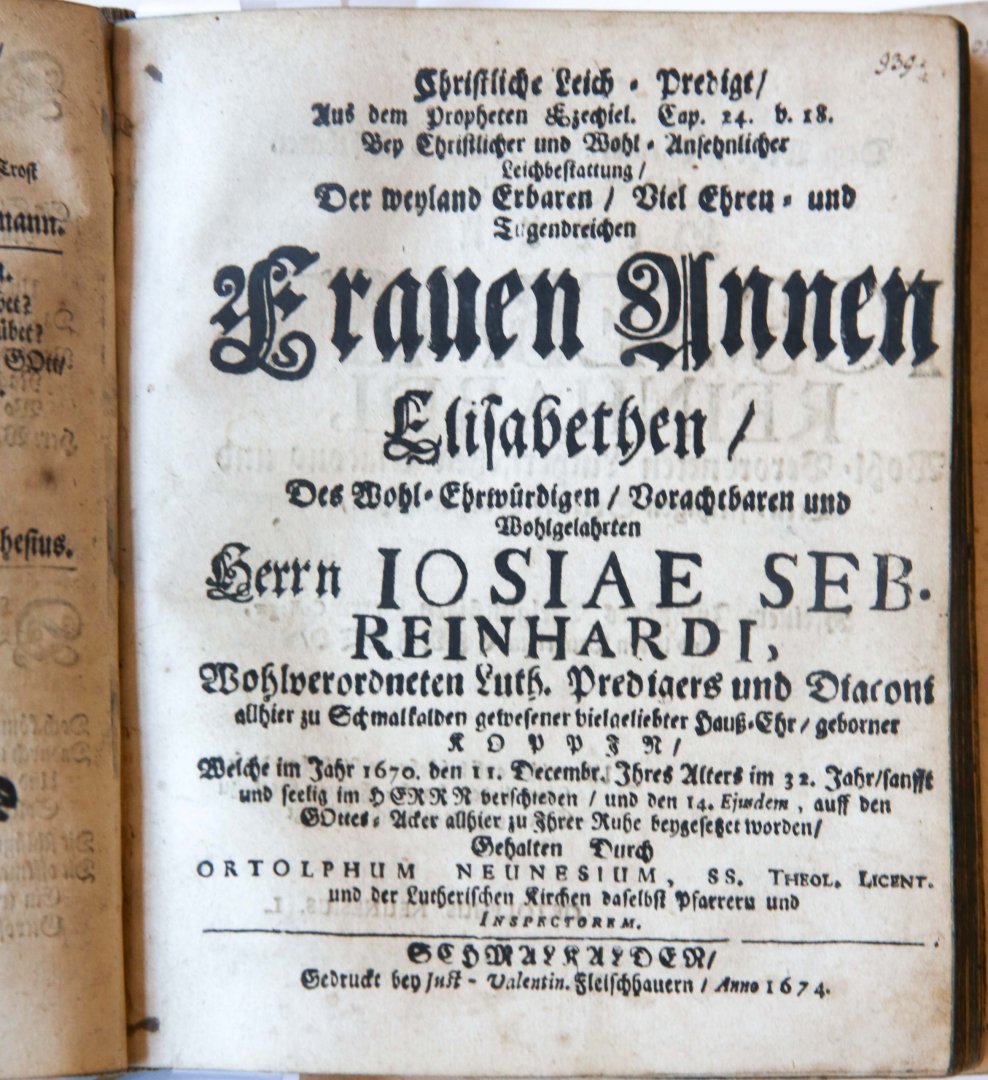 Trost
mann.
übet?
GOtt/
hesius.
939
Christliche Leich - Predigt/
Aus dem Propheten Ezechiel. Cap. 24. v. 18.
Bey Christlicher und Wohl-Ansehnlicher
Leichbestattung/
Der weyland Erbaren / Viel Ehren- und
Tugendreichen
Frauen Annen
Elisabethen /
Des Wohl-Ehrwürdigen / Vorachtbaren und
Wohlgelahrten
Herrn IOSIAE SEB.
REINHARDI,
Wohlverordneten Luth. Predigers und Diaconi
allhier zu Schmalkalden gewesener vielgeliebter Hauß-Ehr / geborner
KOPPIN /
Welche im Jahr 1670. den 11. Decembr. Ihres Alters im 32. Jahr/sanfft
und seelig im HERRN verschieden / und den 14. Ejusdem, auff den
GOttes-Acker allhier zu Ihrer Ruhe beygesetzet worden/
Gehalten Durch
ORTOLPHUM NEUNESIUM, SS. THEOL. LICENT.
und der Lutherischen Kirchen daselbst Pfarrern und
INSPECTOREM.
SCHMALKALDEN/
Gedruckt bey Just-Valentin. Fleischhauern / Anno 1674.